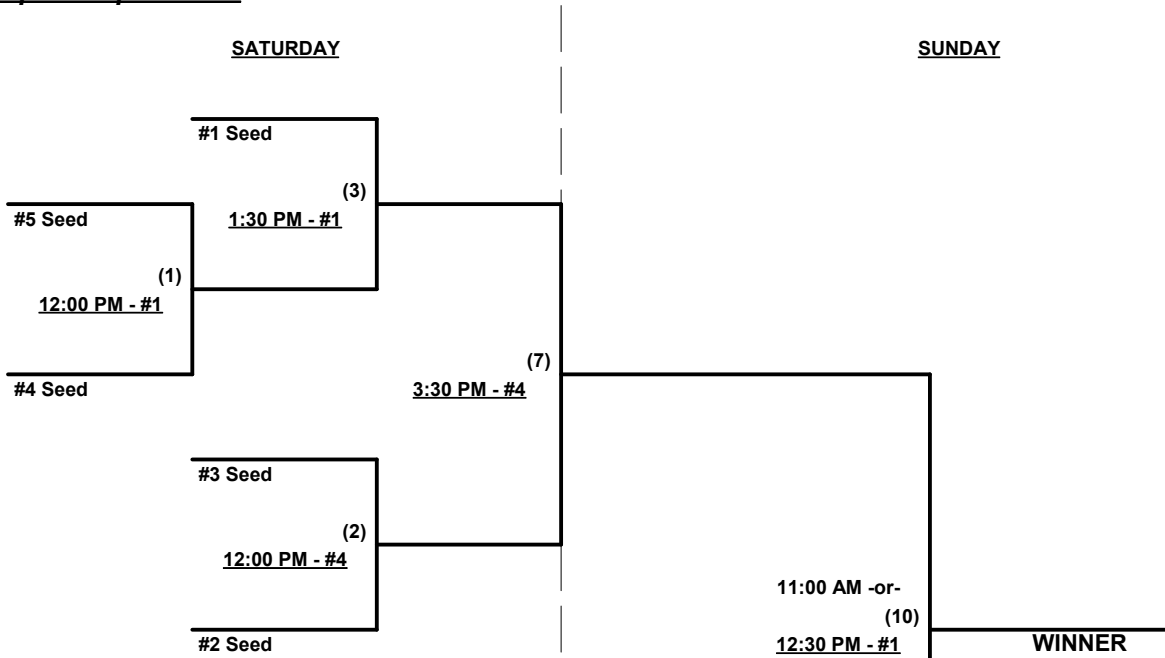 SATURDAY
SUNDAY
#1 Seed
(3)
#5 Seed
1:30 PM - #1
(1)
12:00 PM - #1
(7)
#4 Seed
3:30 PM - #4
#3 Seed
(2)
12:00 PM - #4
11:00 AM -or-
(10)
#2 Seed
12:30 PM - #1
WINNER